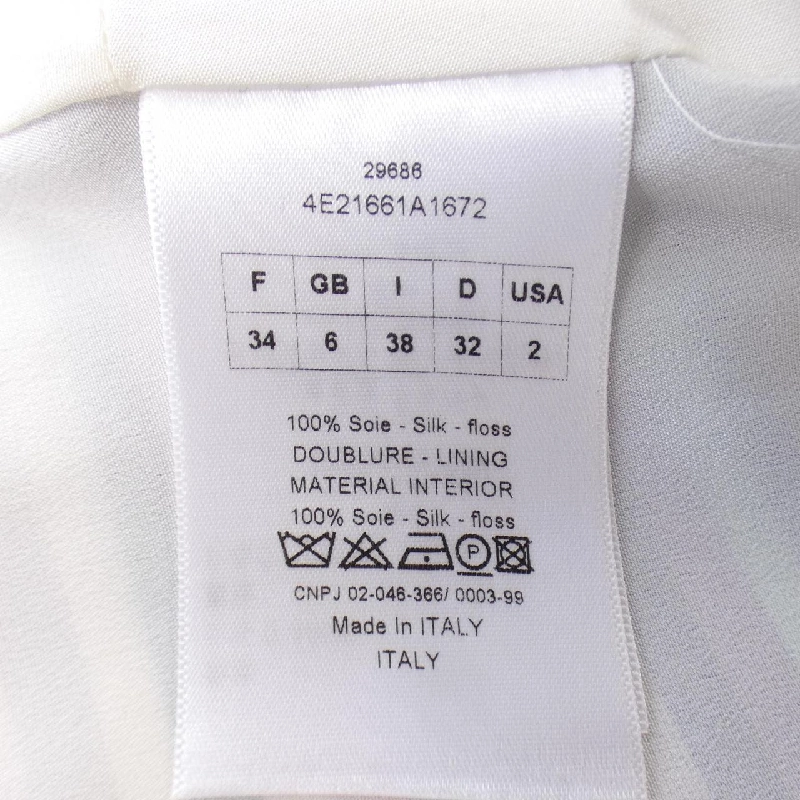 29686
4E21661A1672
F GB I D USA
34 6 38 32 2
100% Soie - Silk - floss
DOUBLURE - LINING
MATERIAL INTERIOR
100% Soie - Silk - floss
P
CNPJ 02-046-366/ 0003-99
Made In ITALY
ITALY